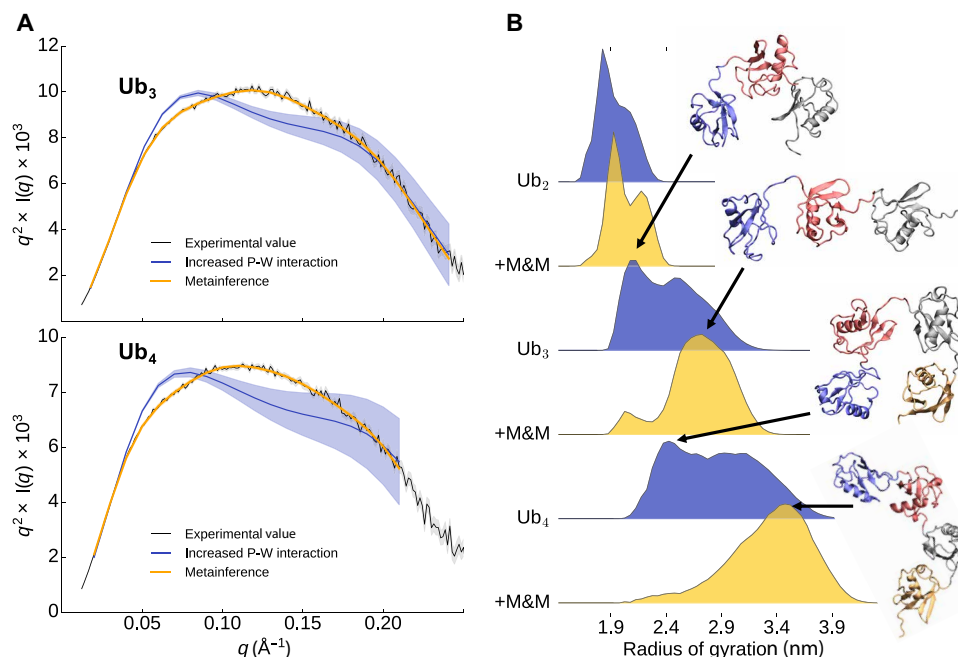 A
12
10
8
6
4
2
Ub3
q² × I(q) × 10³
Experimental value
Increased P-W interaction
Metainference
10
9
7
6
4
2
0
Ub4
q² × I(q) × 10³
Experimental value
Increased P-W interaction
Metainference
0.05 0.10 0.15 0.20
q (Å⁻¹)
B
Ub₂
+M&M
Ub₃
+M&M
Ub₄
+M&M
1.9 2.4 2.9 3.4 3.9
Radius of gyration (nm)